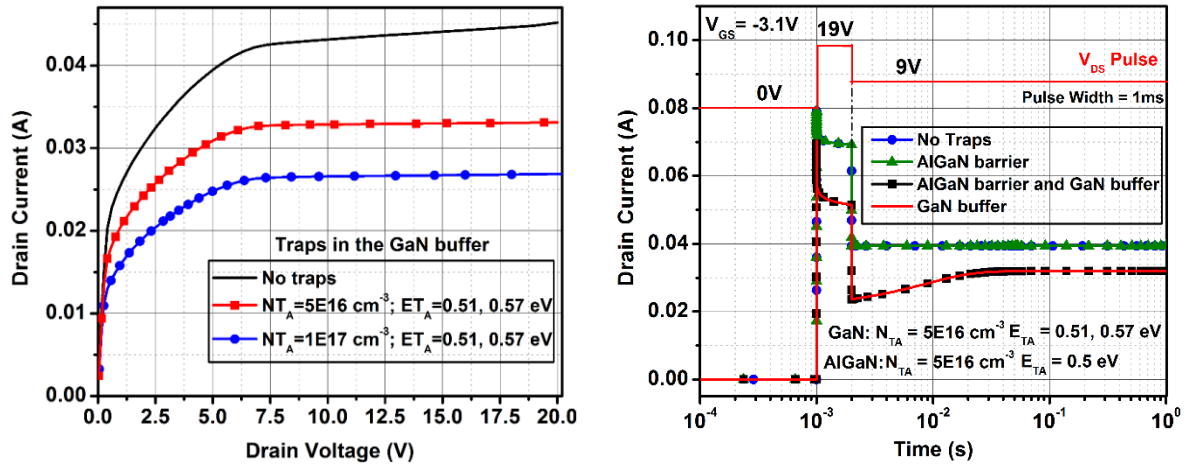 0.04
0.03
0.02
0.01
0.00
Drain Current (A)
Traps in the GaN buffer
No traps
NT_A=5E16 cm^-3; ET_A=0.51, 0.57 eV
NT_A=1E17 cm^-3; ET_A=0.51, 0.57 eV
0.0 2.5 5.0 7.5 10.0 12.5 15.0 17.5 20.0
Drain Voltage (V)
0.10
0.08
0.06
0.04
0.02
0.00
Drain Current (A)
V_GS= -3.1V
19V
V_DS Pulse
9V
0V
Pulse Width = 1ms
No Traps
AlGaN barrier
AlGaN barrier and GaN buffer
GaN buffer
GaN: N_TA = 5E16 cm^-3 E_TA = 0.51, 0.57 eV
AlGaN:N_TA = 5E16 cm^-3 E_TA = 0.5 eV
10^-4 10^-3 10^-2 10^-1 10^0
Time (s)